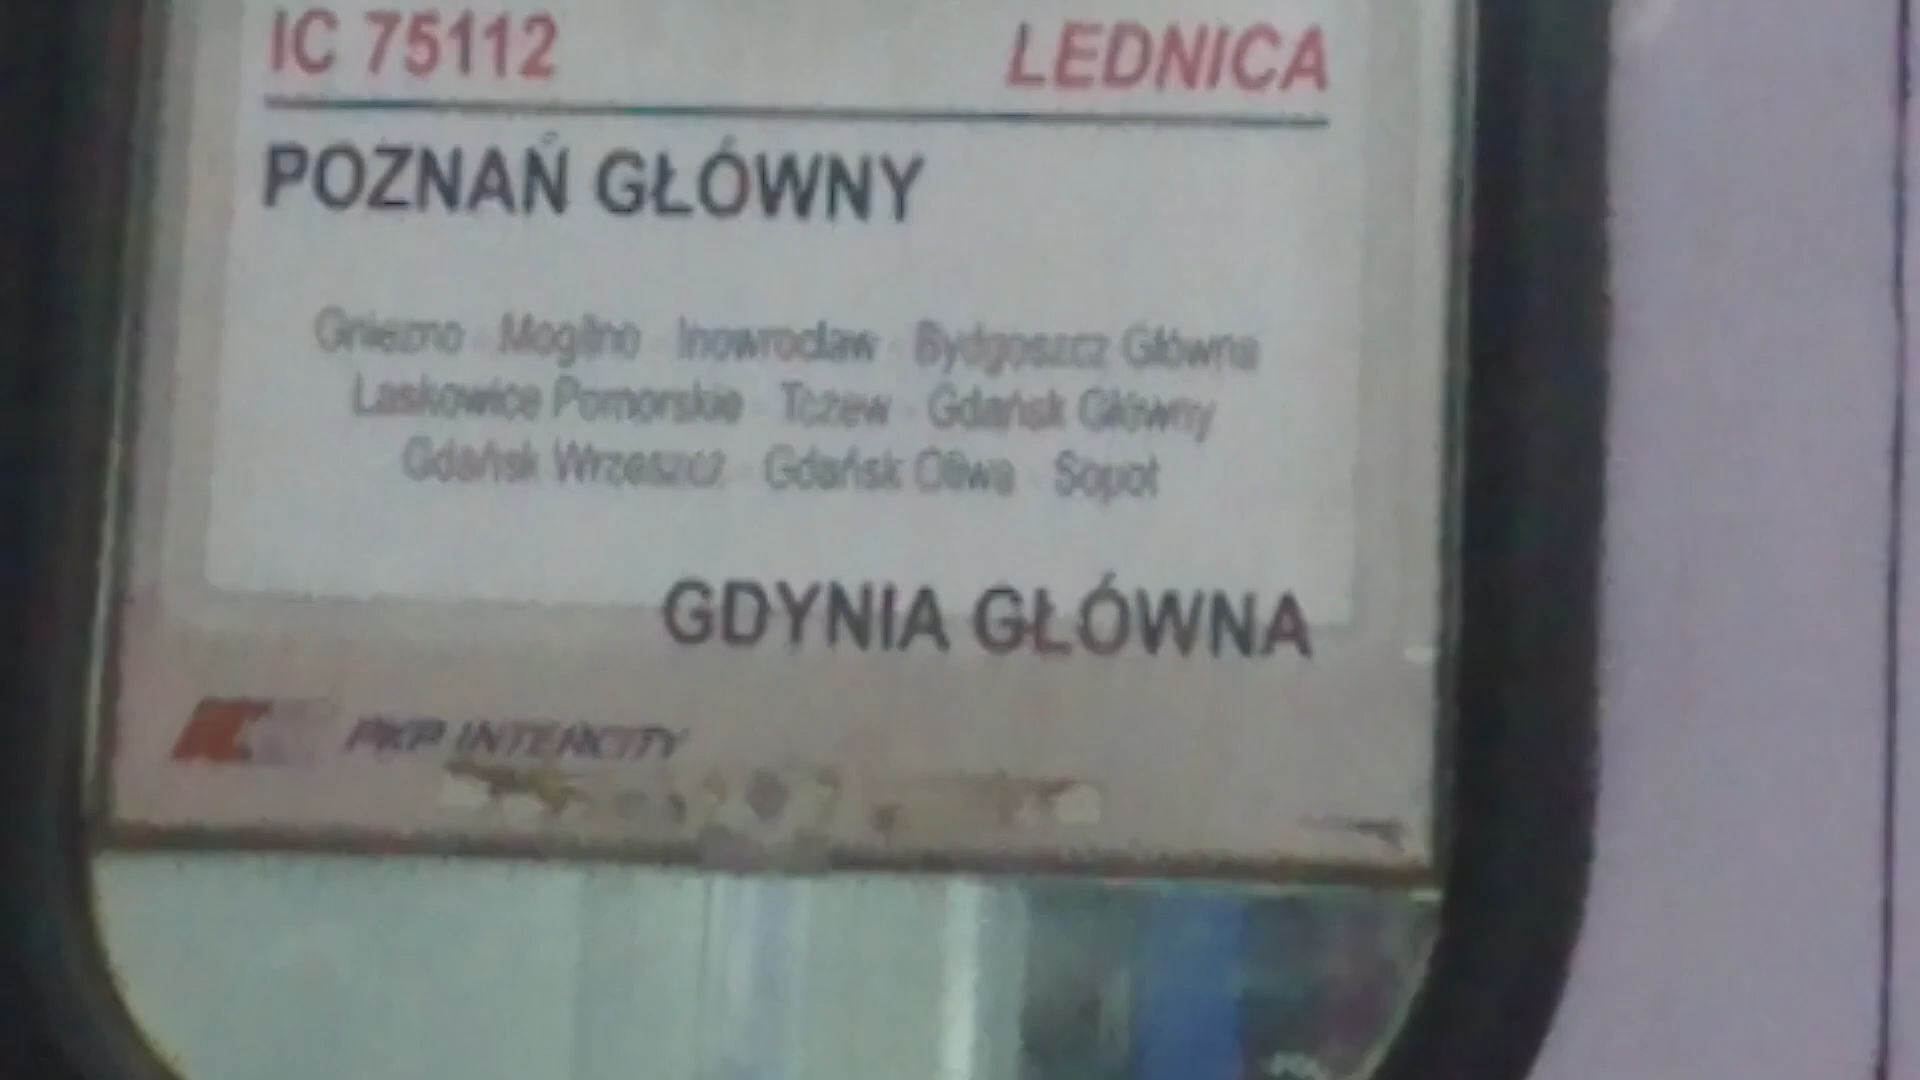 IC 75112 LEDNICA
POZNAŃ GŁÓWNY
Gniezno · Mogilno · Inowrocław · Bydgoszcz Główna
Laskowice Pomorskie · Tczew · Gdańsk Główny
Gdańsk Wrzeszcz · Gdańsk Oliwa · Sopot
GDYNIA GŁÓWNA
PKP INTERCITY